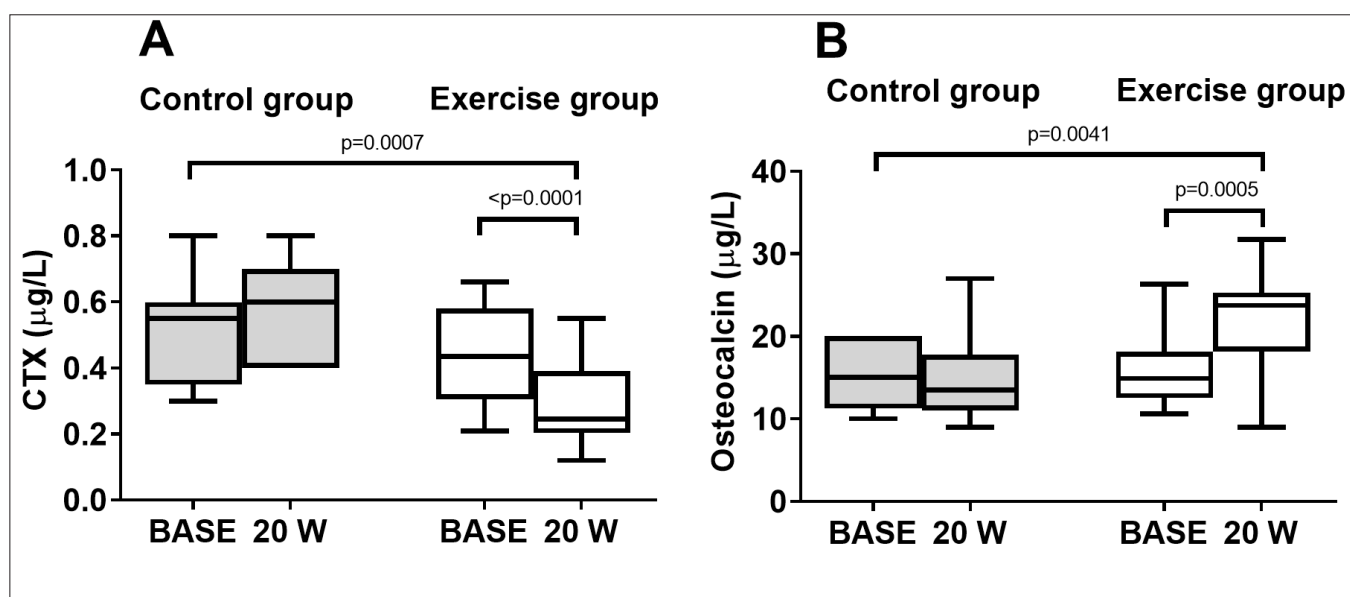 A
Control group
Exercise group
p=0.0007
<p=0.0001
CTX (μg/L)
1.0
0.8
0.6
0.4
0.2
0.0
BASE 20 W
BASE 20 W
B
Control group
Exercise group
p=0.0041
p=0.0005
Osteocalcin (μg/L)
40
30
20
10
0
BASE 20 W
BASE 20 W